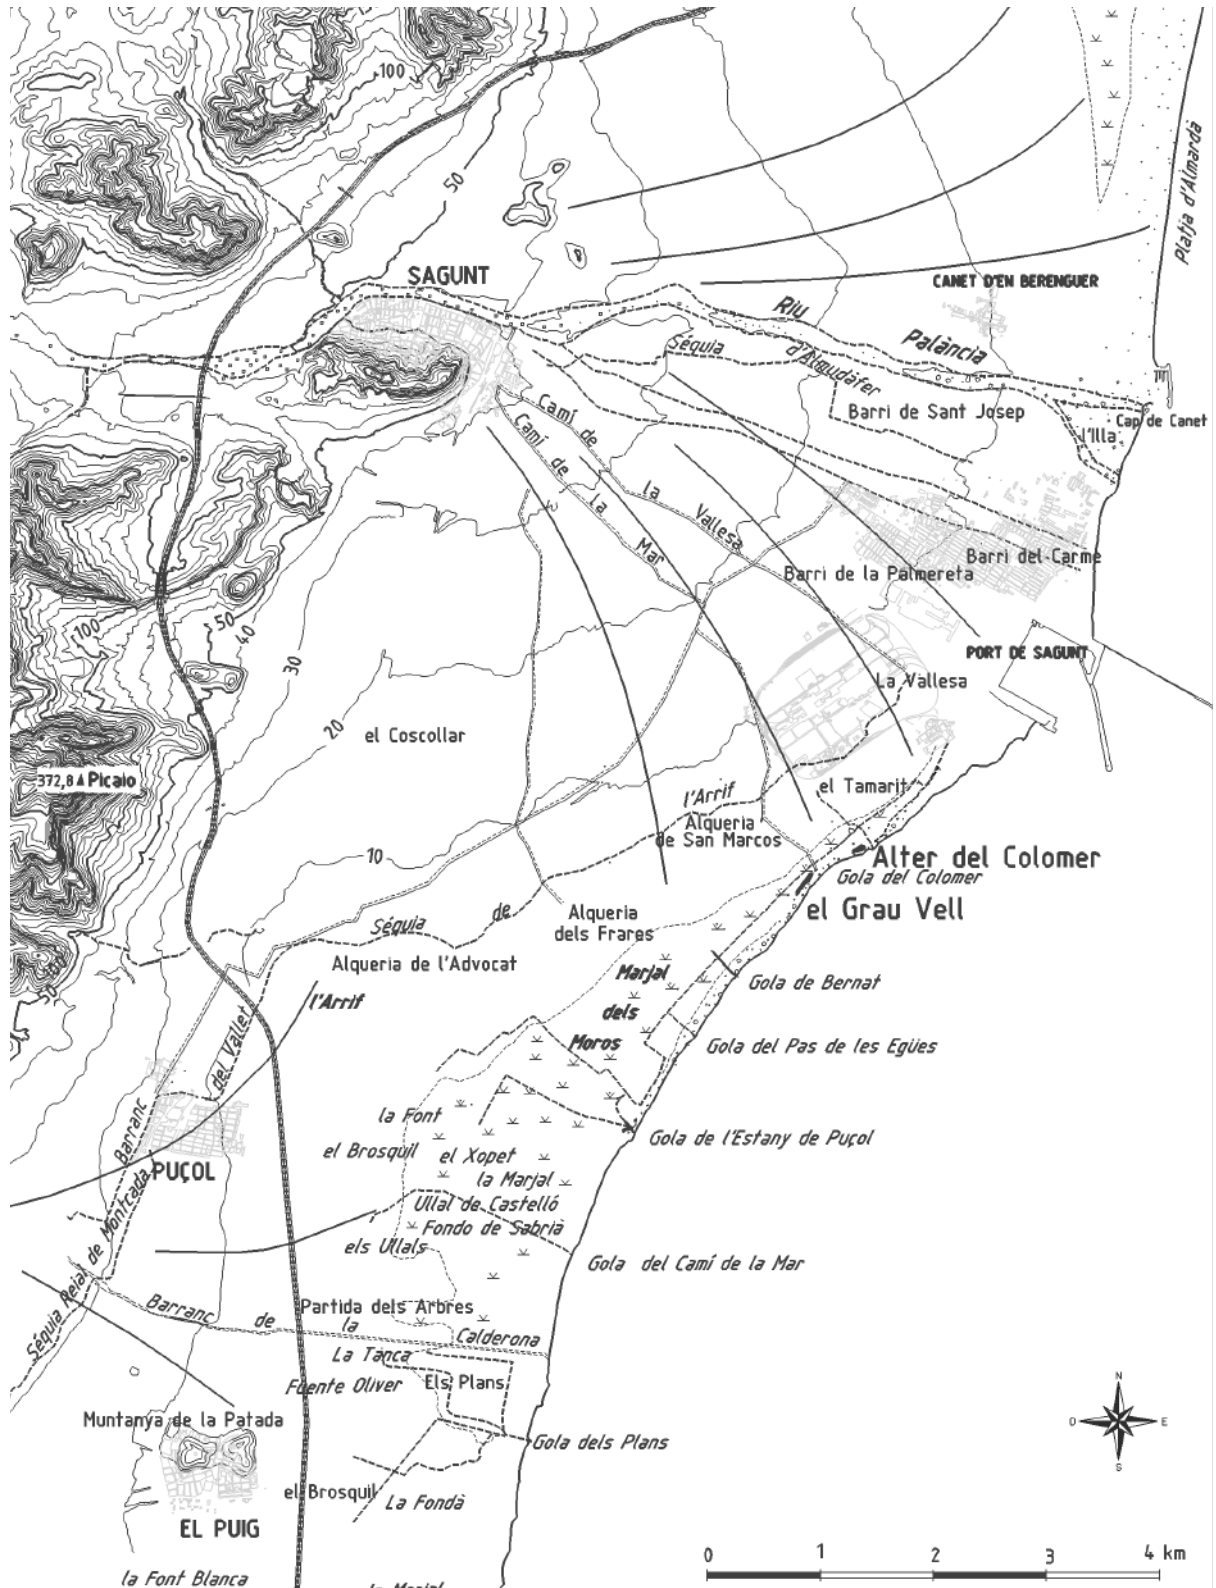 100
50
Platja d'Almardà
SAGUNT
CANET D'EN BERENGUER
Riu
Palància
Séquia
d'Almudàfer
Barri de Sant Josep
Cap de Canet
l'Illa
Camí de
la Vallesa
Camí de
la
Mar
Barri del Carme
Barri de la Palmereta
100
50
40
30
20
PORT DE SAGUNT
La Vallesa
el Coscollar
372,8 Picaio
el Tamarit
l'Arrif
Alqueria
de San Marcos
10
Alter del Colomer
Gola del Colomer
el Grau Vell
Séquia
de
Alqueria
dels Frares
Alqueria de l'Advocat
l'Arrif
50
Marjal
dels
Moros
Gola de Bernat
Gola del Pas de les Egües
del Vallet
Barranc
la Font
Gola de l'Estany de Puçol
el Brosquil
el Xopet
PUÇOL
la Marjal
Ullal de Castelló
Fondo de Sabrià
els Ullals
Gola del Camí de la Mar
Séquia Reial de Montcada
Partida dels Arbres
Barranc
de
la
Calderona
La Tanca
Fuente Oliver
Els Plans
Muntanya de la Patada
Gola dels Plans
el Brosquil
La Fondà
EL PUIG
N
O
E
S
0
1
2
3
4 km
la Font Blanca
la Marjal